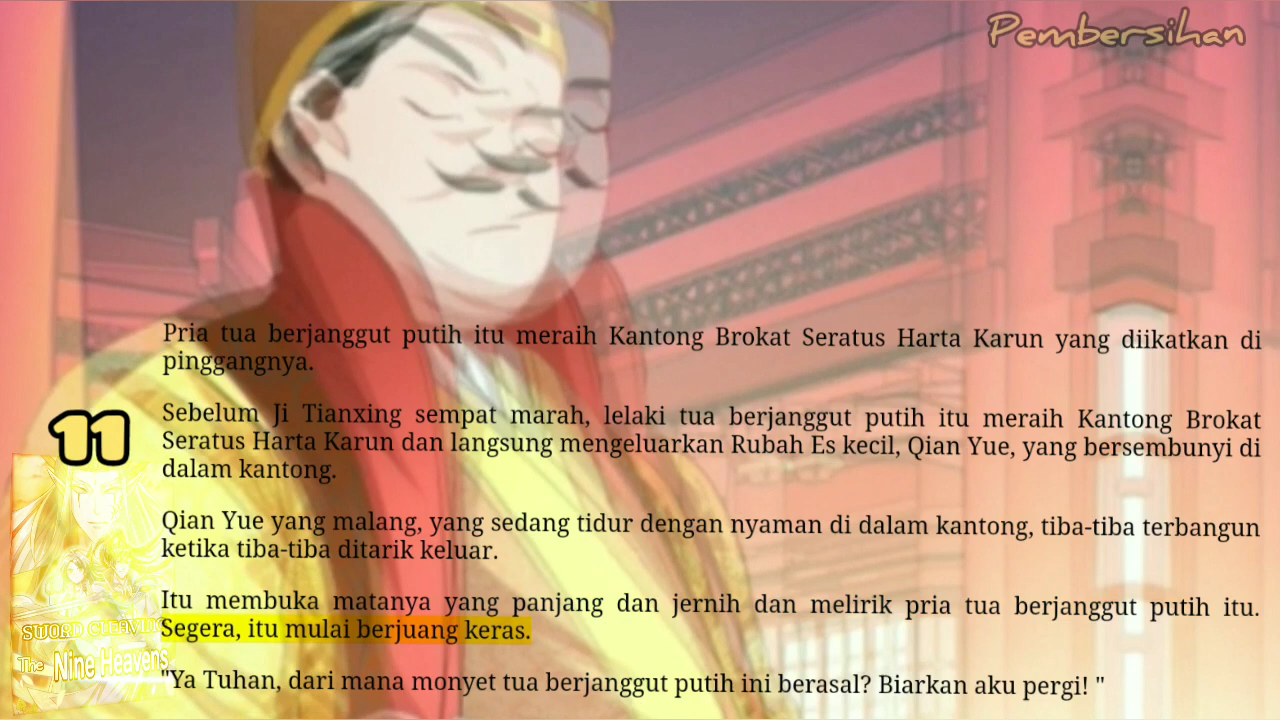 Pembersihan
Pria tua berjanggut putih itu meraih Kantong Brokat Seratus Harta Karun yang diikatkan di
pinggangnya.
Sebelum Ji Tianxing sempat marah, lelaki tua berjanggut putih itu meraih Kantong Brokat
Seratus Harta Karun dan langsung mengeluarkan Rubah Es kecil, Qian Yue, yang bersembunyi di
dalam kantong.
11
Qian Yue yang malang, yang sedang tidur dengan nyaman di dalam kantong, tiba-tiba terbangun
ketika tiba-tiba ditarik keluar.
Itu membuka matanya yang panjang dan jernih dan melirik pria tua berjanggut putih itu.
Segera, itu mulai berjuang keras.
"Ya Tuhan, dari mana monyet tua berjanggut putih ini berasal? Biarkan aku pergi! "
SWORD CLEAVING
The Nine Heavens